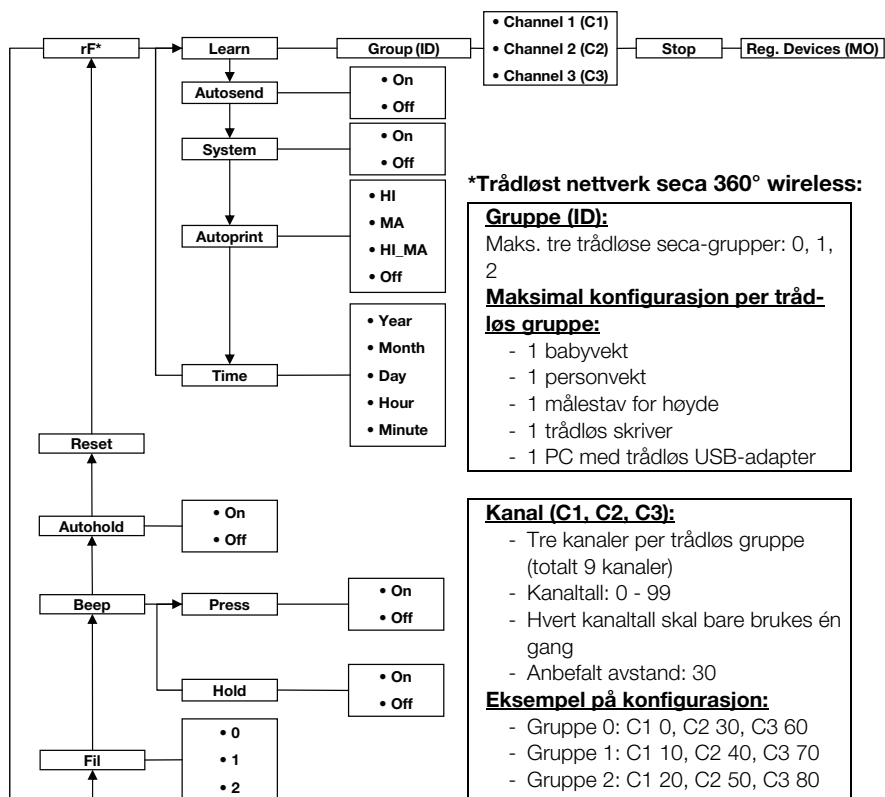 rF*
Learn
Group (ID)
• Channel 1 (C1)
• Channel 2 (C2)
• Channel 3 (C3)
Stop
Reg. Devices (MO)
Autosend
• On
• Off
System
• On
• Off
Autoprint
• HI
• MA
• HI_MA
• Off
Time
• Year
• Month
• Day
• Hour
• Minute
Reset
Autohold
• On
• Off
Beep
Press
• On
• Off
Hold
• On
• Off
Fil
• 0
• 1
• 2
*Trådløst nettverk seca 360° wireless:
Gruppe (ID):
Maks. tre trådløse seca-grupper: 0, 1,
2
Maksimal konfigurasjon per tråd-
løs gruppe:
- 1 babyvekt
- 1 personvekt
- 1 målestav for høyde
- 1 trådløs skriver
- 1 PC med trådløs USB-adapter
Kanal (C1, C2, C3):
- Tre kanaler per trådløs gruppe
(totalt 9 kanaler)
- Kanaltall: 0 - 99
- Hvert kanaltall skal bare brukes én
gang
- Anbefalt avstand: 30
Eksempel på konfigurasjon:
- Gruppe 0: C1 0, C2 30, C3 60
- Gruppe 1: C1 10, C2 40, C3 70
- Gruppe 2: C1 20, C2 50, C3 80